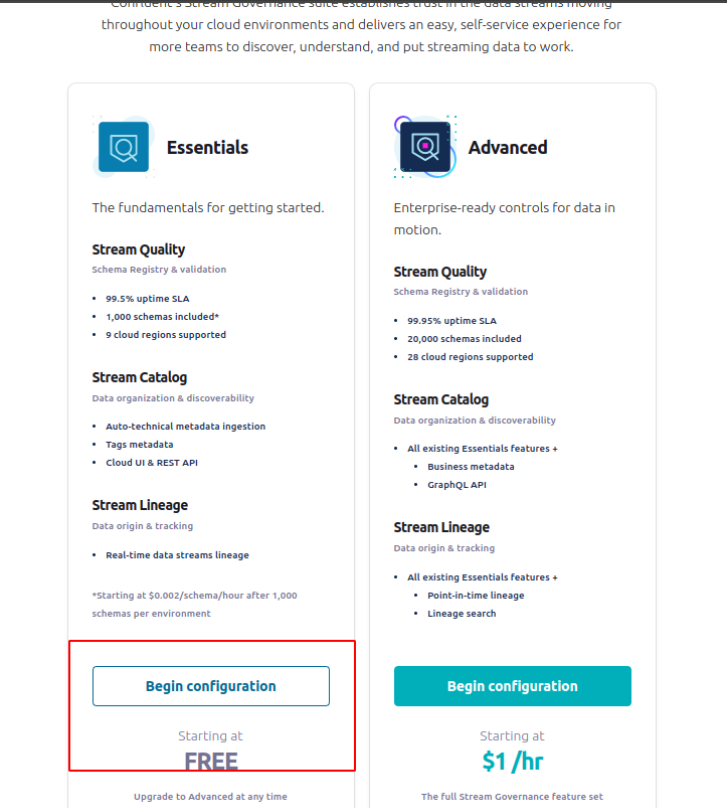 Confluent's Stream Governance suite establishes trust in the data streams moving
throughout your cloud environments and delivers an easy, self-service experience for
more teams to discover, understand, and put streaming data to work.
Essentials
The fundamentals for getting started.
Stream Quality
Schema Registry & validation
• 99.5% uptime SLA
• 1,000 schemas included*
• 9 cloud regions supported
Stream Catalog
Data organization & discoverability
• Auto-technical metadata ingestion
• Tags metadata
• Cloud UI & REST API
Stream Lineage
Data origin & tracking
• Real-time data streams lineage
*Starting at $0.002/schema/hour after 1,000
schemas per environment
Begin configuration
Starting at
FREE
Upgrade to Advanced at any time
Advanced
Enterprise-ready controls for data in
motion.
Stream Quality
Schema Registry & validation
• 99.95% uptime SLA
• 20,000 schemas included
• 28 cloud regions supported
Stream Catalog
Data organization & discoverability
• All existing Essentials features +
• Business metadata
• GraphQL API
Stream Lineage
Data origin & tracking
• All existing Essentials features +
• Point-in-time lineage
• Lineage search
Begin configuration
Starting at
$1 /hr
The full Stream Governance feature set